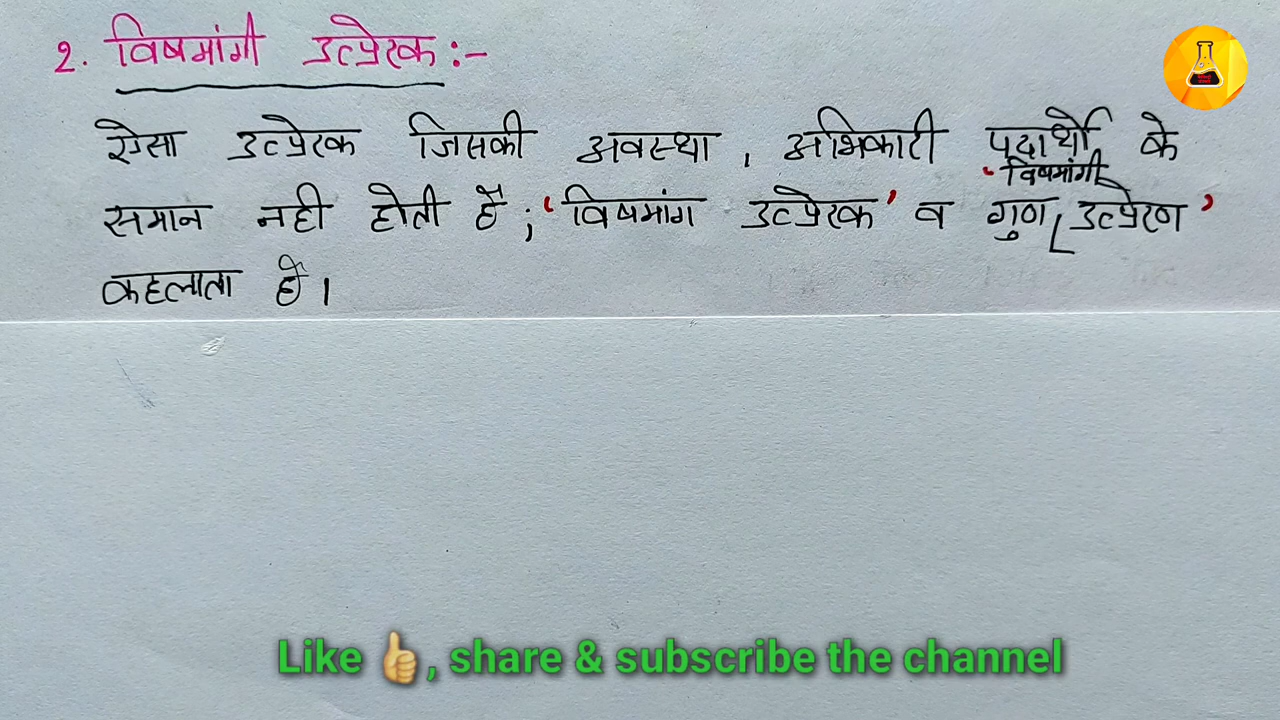 2. विषमांगी उत्प्रेरक :-
ऐसा उत्प्रेरक जिसकी अवस्था, अभिकारी पदार्थो के
समान नही होती है; 'विषमांग उत्प्रेरक' व गुण 'विषमांगी उत्प्रेरण'
कहलाता है।
Like 👍, share & subscribe the channel